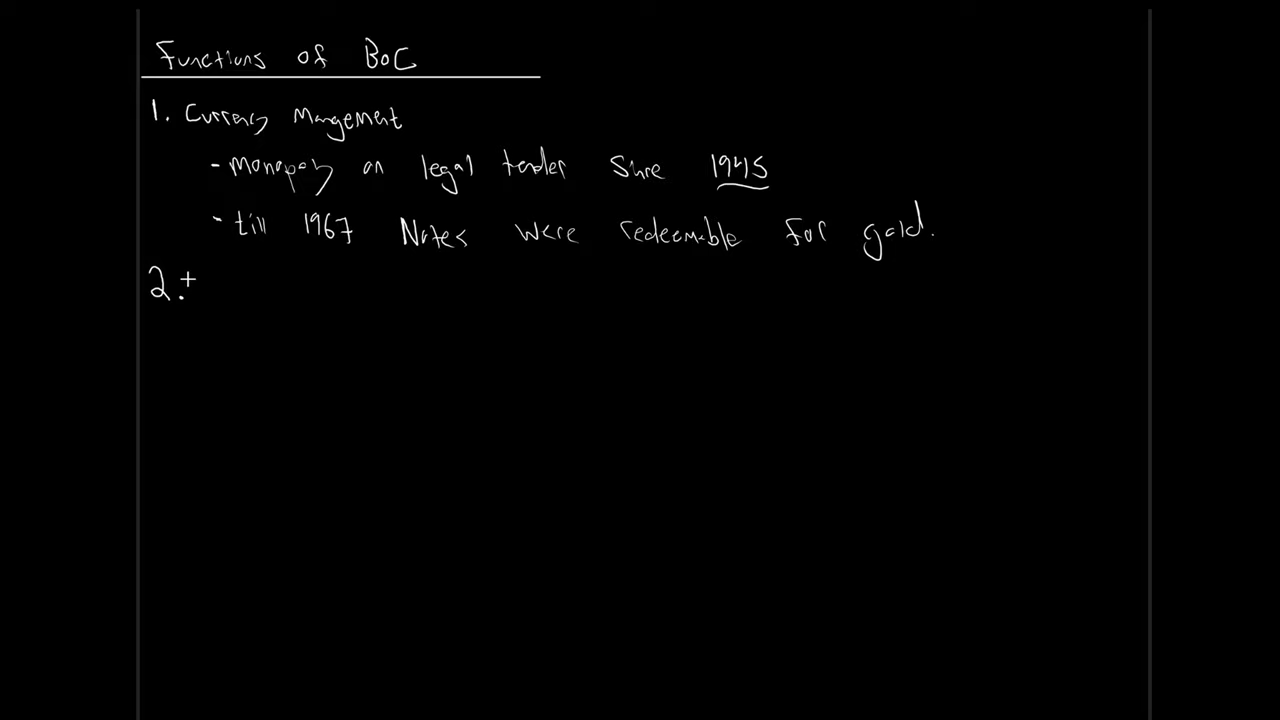 Functions of BoC
1. Currency Mangement
- Monopoly on legal tender Since 1945
- till 1967 Notes were redeemable for gold.
2.